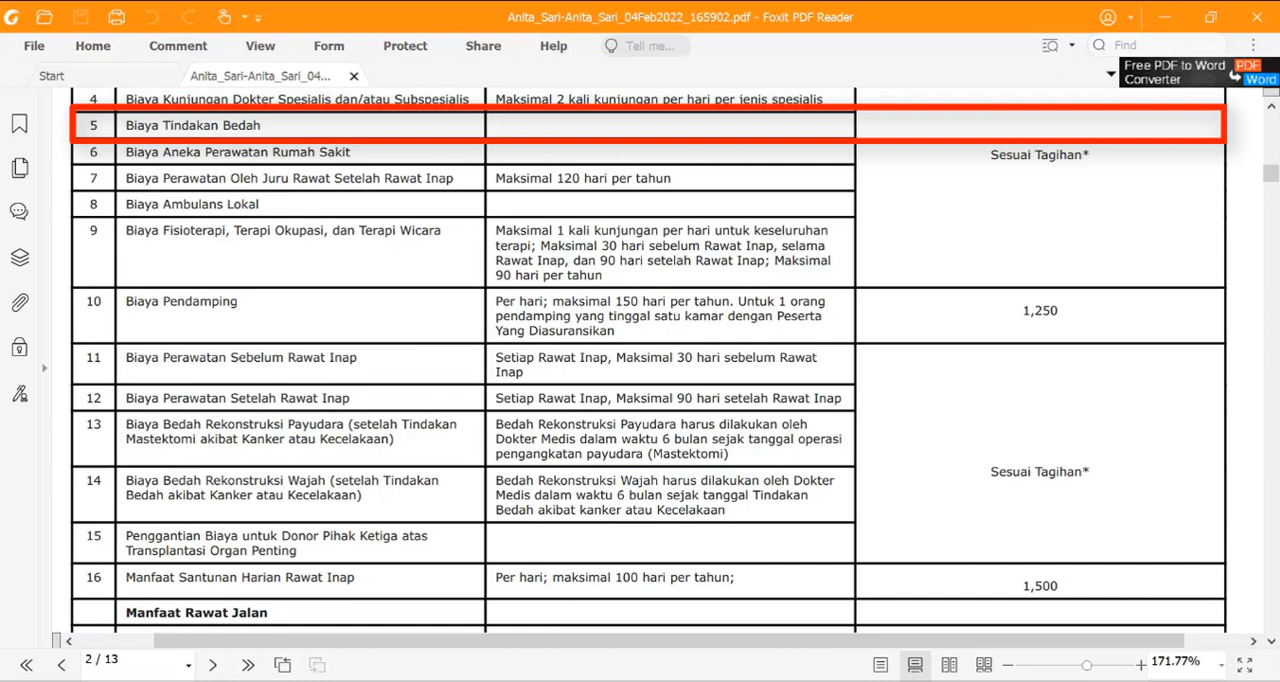 Anita_Sari-Anita_Sari_04Feb2022_165902.pdf - Foxit PDF Reader
File Home Comment View Form Protect Share Help Tell me... Find
Start Anita_Sari-Anita_Sari_04...
Free PDF to Word PDF
Converter Word
4 Biaya Kunjungan Dokter Spesialis dan/atau Subspesialis Maksimal 2 kali kunjungan per hari per jenis spesialis
5 Biaya Tindakan Bedah
6 Biaya Aneka Perawatan Rumah Sakit Sesuai Tagihan*
7 Biaya Perawatan Oleh Juru Rawat Setelah Rawat Inap Maksimal 120 hari per tahun
8 Biaya Ambulans Lokal
9 Biaya Fisioterapi, Terapi Okupasi, dan Terapi Wicara Maksimal 1 kali kunjungan per hari untuk keseluruhan
terapi; Maksimal 30 hari sebelum Rawat Inap, selama
Rawat Inap, dan 90 hari setelah Rawat Inap; Maksimal
90 hari per tahun
10 Biaya Pendamping Per hari; maksimal 150 hari per tahun. Untuk 1 orang
pendamping yang tinggal satu kamar dengan Peserta 1,250
Yang Diasuransikan
11 Biaya Perawatan Sebelum Rawat Inap Setiap Rawat Inap, Maksimal 30 hari sebelum Rawat
Inap
12 Biaya Perawatan Setelah Rawat Inap Setiap Rawat Inap, Maksimal 90 hari setelah Rawat Inap
13 Biaya Bedah Rekonstruksi Payudara (setelah Tindakan Bedah Rekonstruksi Payudara harus dilakukan oleh
Mastektomi akibat Kanker atau Kecelakaan) Dokter Medis dalam waktu 6 bulan sejak tanggal operasi
pengangkatan payudara (Mastektomi)
Sesuai Tagihan*
14 Biaya Bedah Rekonstruksi Wajah (setelah Tindakan Bedah Rekonstruksi Wajah harus dilakukan oleh Dokter
Bedah akibat Kanker atau Kecelakaan) Medis dalam waktu 6 bulan sejak tanggal Tindakan
Bedah akibat kanker atau Kecelakaan
15 Penggantian Biaya untuk Donor Pihak Ketiga atas
Transplantasi Organ Penting
16 Manfaat Santunan Harian Rawat Inap Per hari; maksimal 100 hari per tahun; 1,500
Manfaat Rawat Jalan
2 / 13 171.77%